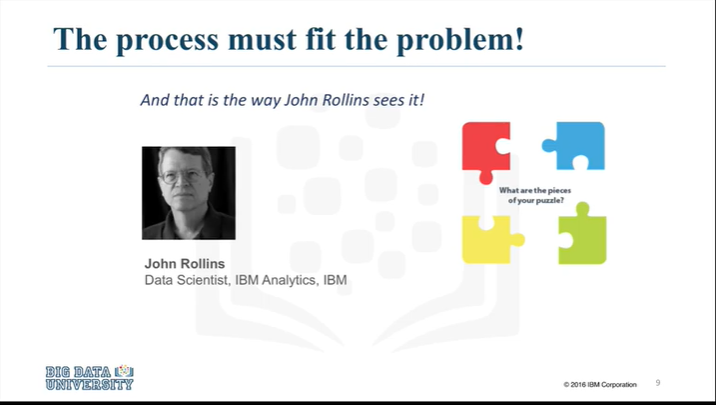 The process must fit the problem!
And that is the way John Rollins sees it!
What are the pieces
of your puzzle?
John Rollins
Data Scientist, IBM Analytics, IBM
BIG DATA
UNIVERSITY
© 2016 IBM Corporation
9